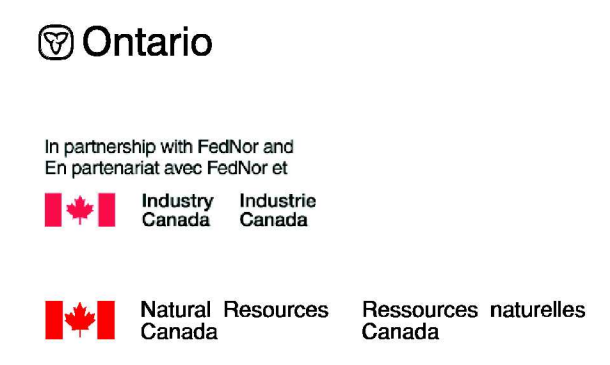 Ontario
In partnership with FedNor and
En partenariat avec FedNor et
Industry Industrie
Canada Canada
Natural Resources Ressources naturelles
Canada Canada